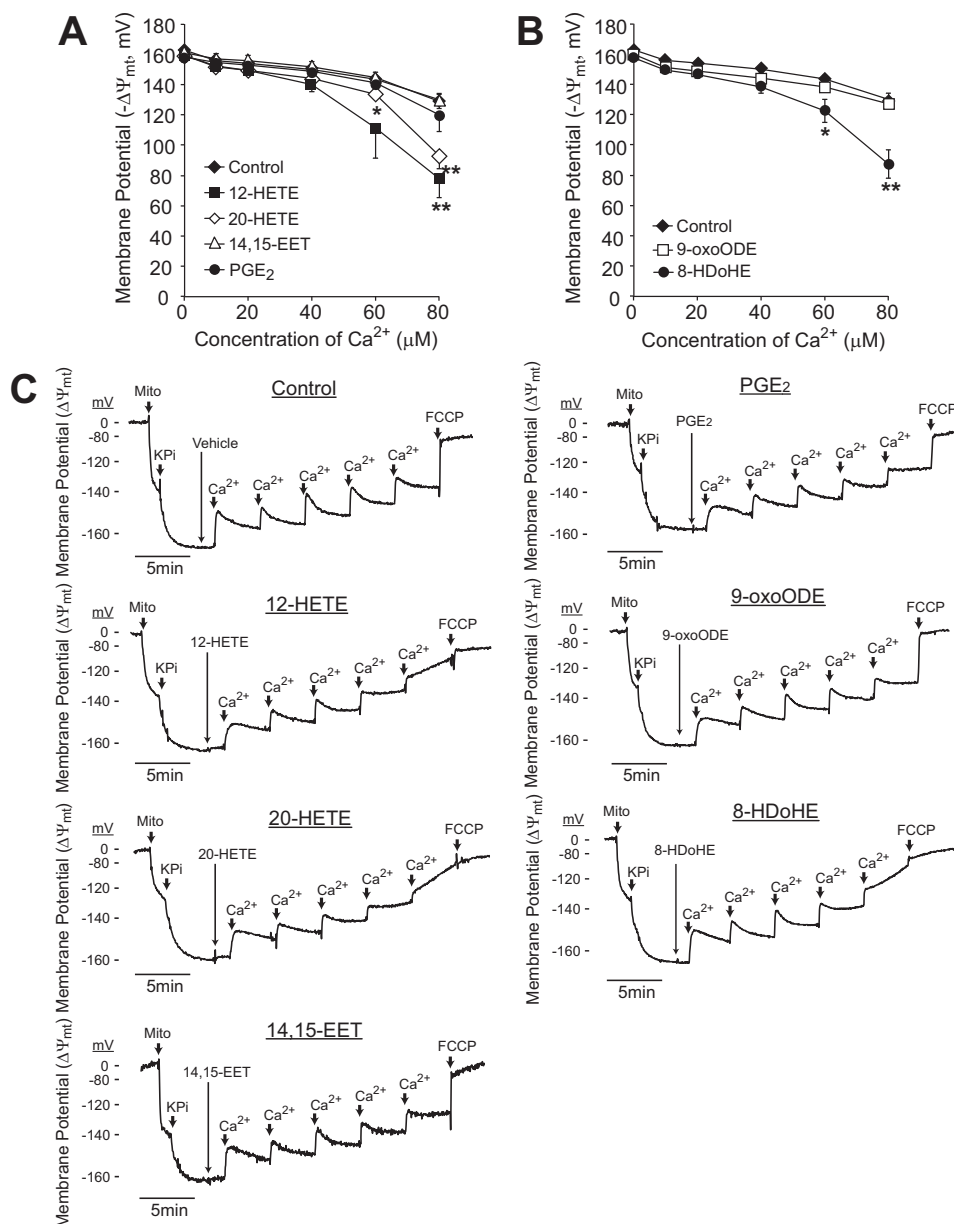 A
Membrane Potential (-ΔΨmt, mV)
180
160
140
120
100
80
60
40
20
0
0 20 40 60 80
Concentration of Ca2+ (μM)
Control
12-HETE
20-HETE
14,15-EET
PGE2
*
**
**
B
Membrane Potential (-ΔΨmt, mV)
180
160
140
120
100
80
60
40
20
0
0 20 40 60 80
Concentration of Ca2+ (μM)
Control
9-oxoODE
8-HDoHE
*
**
C
Control
Membrane Potential (ΔΨmt)
mV
0 -
-80 -
-120 -
-140 -
-160 -
Mito
KPi
Vehicle
Ca2+
Ca2+
Ca2+
Ca2+
Ca2+
FCCP
5min
PGE2
Membrane Potential (ΔΨmt)
mV
0 -
-80 -
-120 -
-140 -
-160 -
Mito
KPi
PGE2
Ca2+
Ca2+
Ca2+
Ca2+
Ca2+
FCCP
5min
12-HETE
Membrane Potential (ΔΨmt)
mV
0 -
-80 -
-120 -
-140 -
-160 -
Mito
KPi
12-HETE
Ca2+
Ca2+
Ca2+
Ca2+
Ca2+
FCCP
5min
9-oxoODE
Membrane Potential (ΔΨmt)
mV
0 -
-80 -
-120 -
-140 -
-160 -
Mito
KPi
9-oxoODE
Ca2+
Ca2+
Ca2+
Ca2+
Ca2+
FCCP
5min
20-HETE
Membrane Potential (ΔΨmt)
mV
0 -
-80 -
-120 -
-140 -
-160 -
Mito
KPi
20-HETE
Ca2+
Ca2+
Ca2+
Ca2+
Ca2+
FCCP
5min
8-HDoHE
Membrane Potential (ΔΨmt)
mV
0 -
-80 -
-120 -
-140 -
-160 -
Mito
KPi
8-HDoHE
Ca2+
Ca2+
Ca2+
Ca2+
Ca2+
FCCP
5min
14,15-EET
Membrane Potential (ΔΨmt)
mV
0 -
-80 -
-120 -
-140 -
-160 -
Mito
KPi
14,15-EET
Ca2+
Ca2+
Ca2+
Ca2+
Ca2+
FCCP
5min